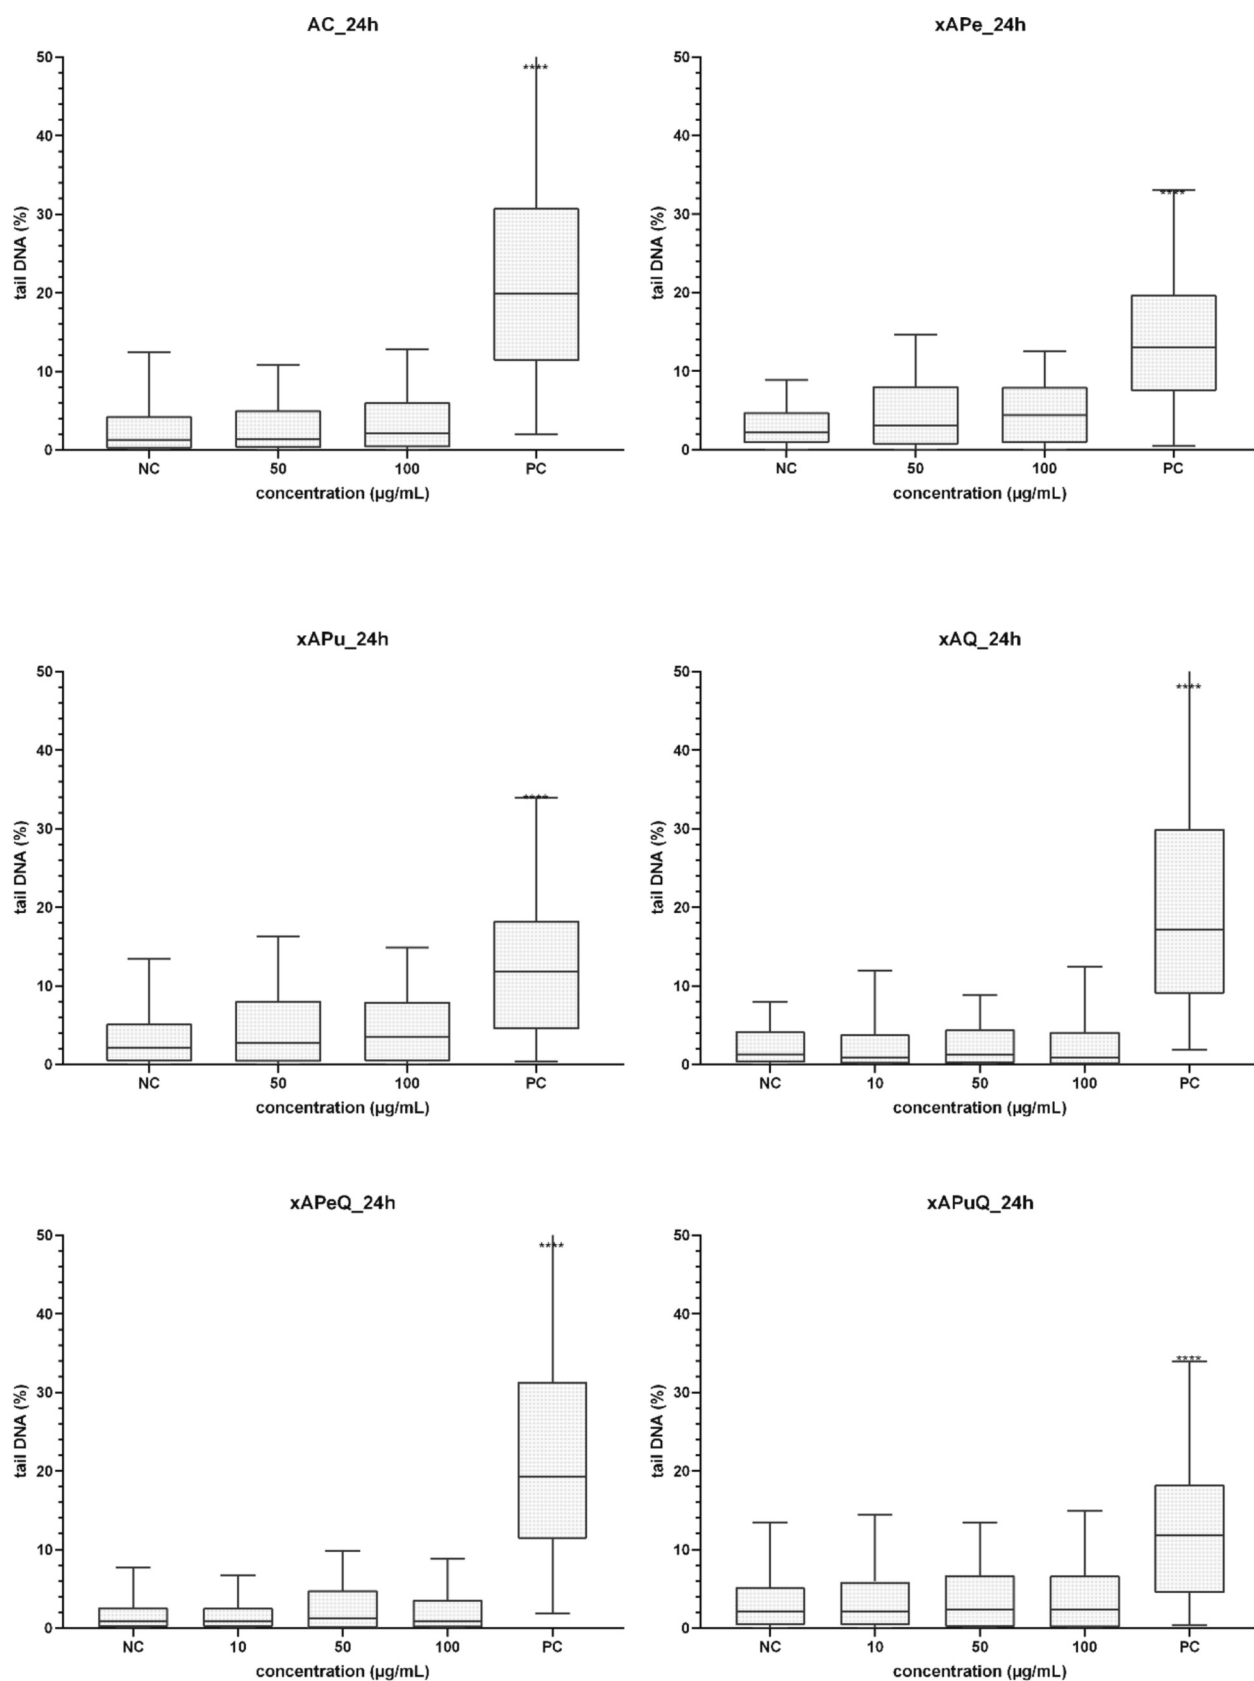 AC_24h
50
40
30
20
10
0
tail DNA (%)
****
NC 50 100 PC
concentration (µg/mL)
xAPe_24h
50
40
30
20
10
0
tail DNA (%)
****
NC 50 100 PC
concentration (µg/mL)
xAPu_24h
50
40
30
20
10
0
tail DNA (%)
****
NC 50 100 PC
concentration (µg/mL)
xAQ_24h
50
40
30
20
10
0
tail DNA (%)
****
NC 10 50 100 PC
concentration (µg/mL)
xAPeQ_24h
50
40
30
20
10
0
tail DNA (%)
****
NC 10 50 100 PC
concentration (µg/mL)
xAPuQ_24h
50
40
30
20
10
0
tail DNA (%)
****
NC 10 50 100 PC
concentration (µg/mL)